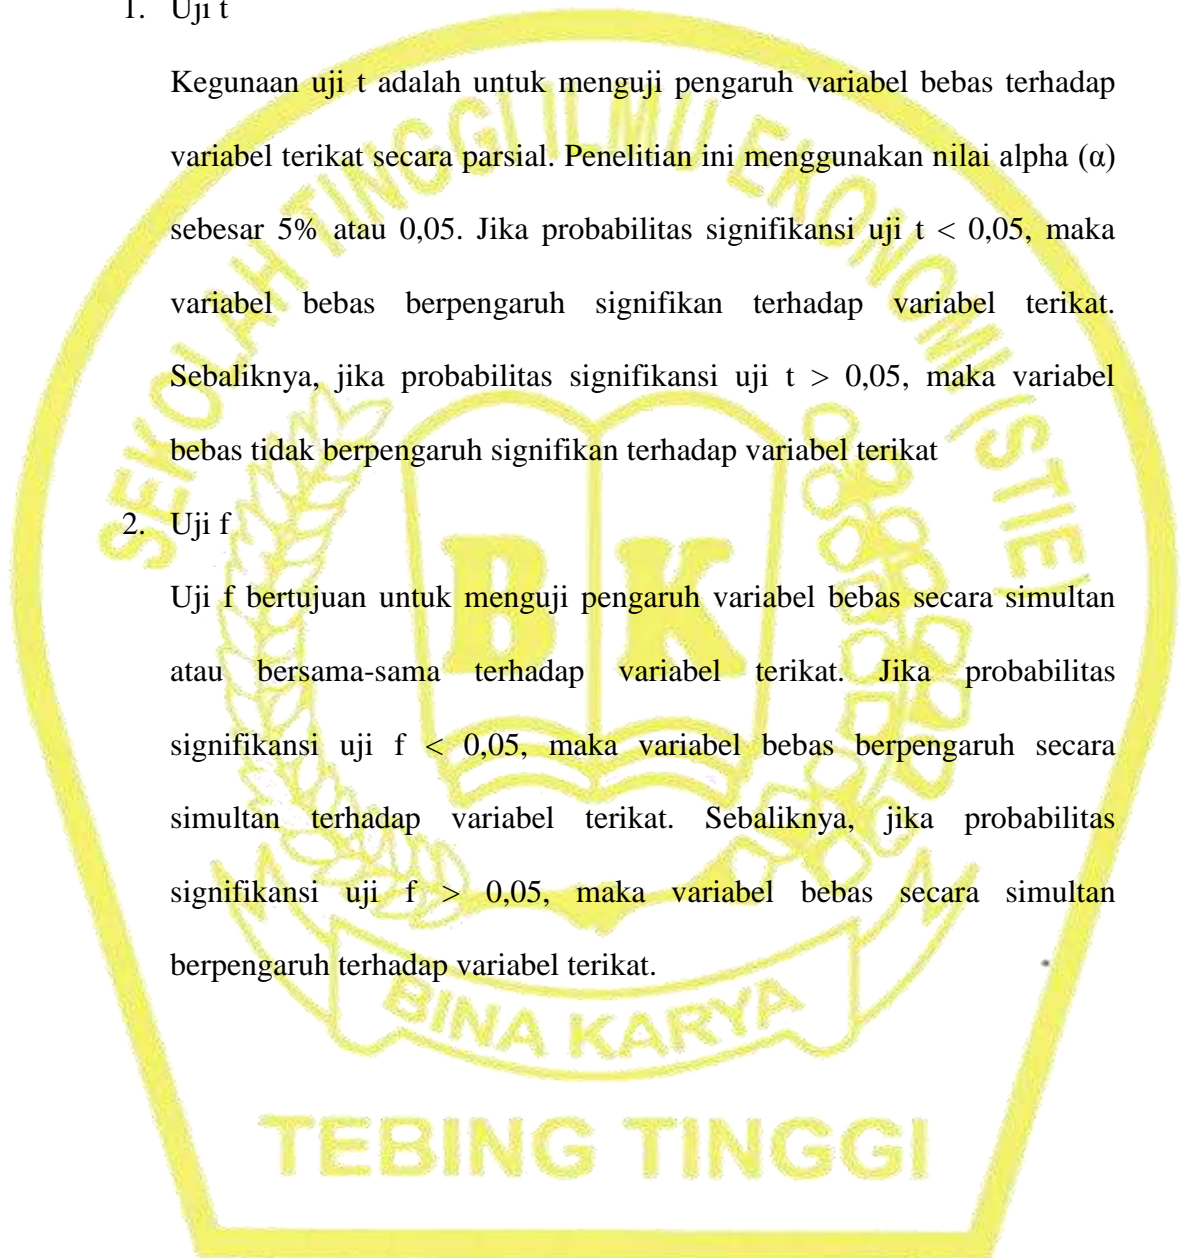 1. Uji t
Kegunaan uji t adalah untuk menguji pengaruh variabel bebas terhadap
variabel terikat secara parsial. Penelitian ini menggunakan nilai alpha (α)
sebesar 5% atau 0,05. Jika probabilitas signifikansi uji t < 0,05, maka
variabel bebas berpengaruh signifikan terhadap variabel terikat.
Sebaliknya, jika probabilitas signifikansi uji t > 0,05, maka variabel
bebas tidak berpengaruh signifikan terhadap variabel terikat
2. Uji f
Uji f bertujuan untuk menguji pengaruh variabel bebas secara simultan
atau bersama-sama terhadap variabel terikat. Jika probabilitas
signifikansi uji f < 0,05, maka variabel bebas berpengaruh secara
simultan terhadap variabel terikat. Sebaliknya, jika probabilitas
signifikansi uji f > 0,05, maka variabel bebas secara simultan
berpengaruh terhadap variabel terikat.
SEKOLAH TINGGI ILMU EKONOMI (STIE)
BK
M M
BINA KARYA
TEBING TINGGI